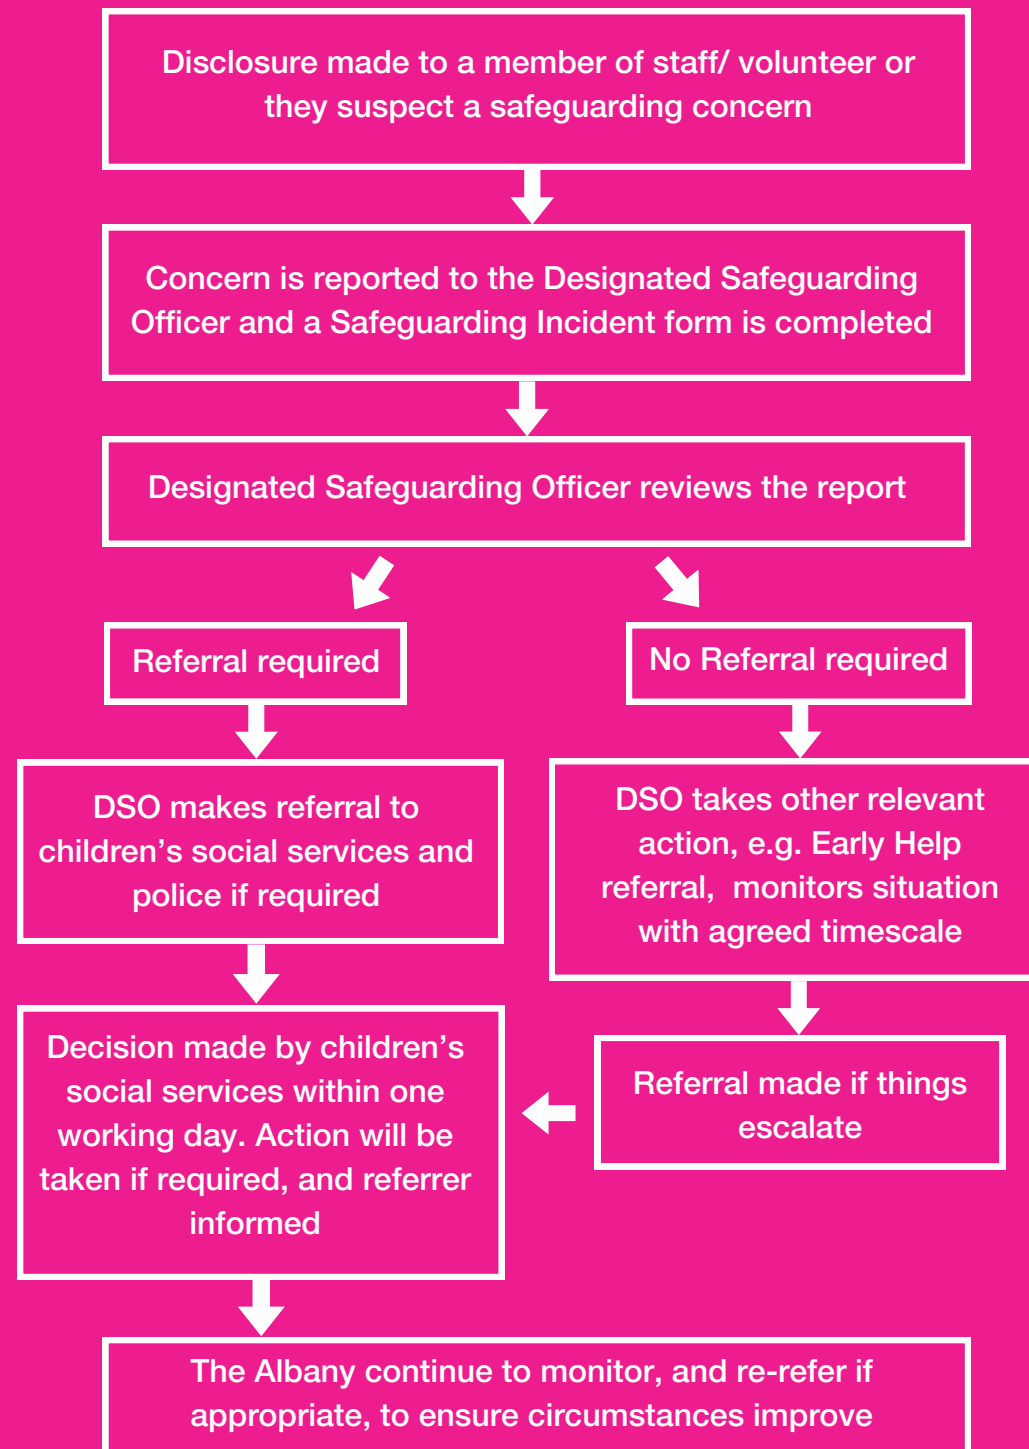 Disclosure made to a member of staff/ volunteer or
they suspect a safeguarding concern
Concern is reported to the Designated Safeguarding
Officer and a Safeguarding Incident form is completed
Designated Safeguarding Officer reviews the report
Referral required
No Referral required
DSO makes referral to
children’s social services and
police if required
DSO takes other relevant
action, e.g. Early Help
referral,  monitors situation
with agreed timescale
Decision made by children’s
social services within one
working day. Action will be
taken if required, and referrer
informed
Referral made if things
escalate
The Albany continue to monitor, and re-refer if
appropriate, to ensure circumstances improve